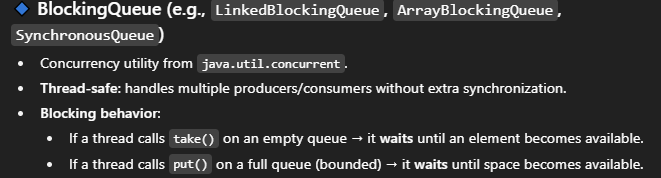 BlockingQueue (e.g., LinkedBlockingQueue, ArrayBlockingQueue,
SynchronousQueue)
• Concurrency utility from java.util.concurrent.
• Thread-safe: handles multiple producers/consumers without extra synchronization.
• Blocking behavior:
• If a thread calls take() on an empty queue → it waits until an element becomes available.
• If a thread calls put() on a full queue (bounded) → it waits until space becomes available.